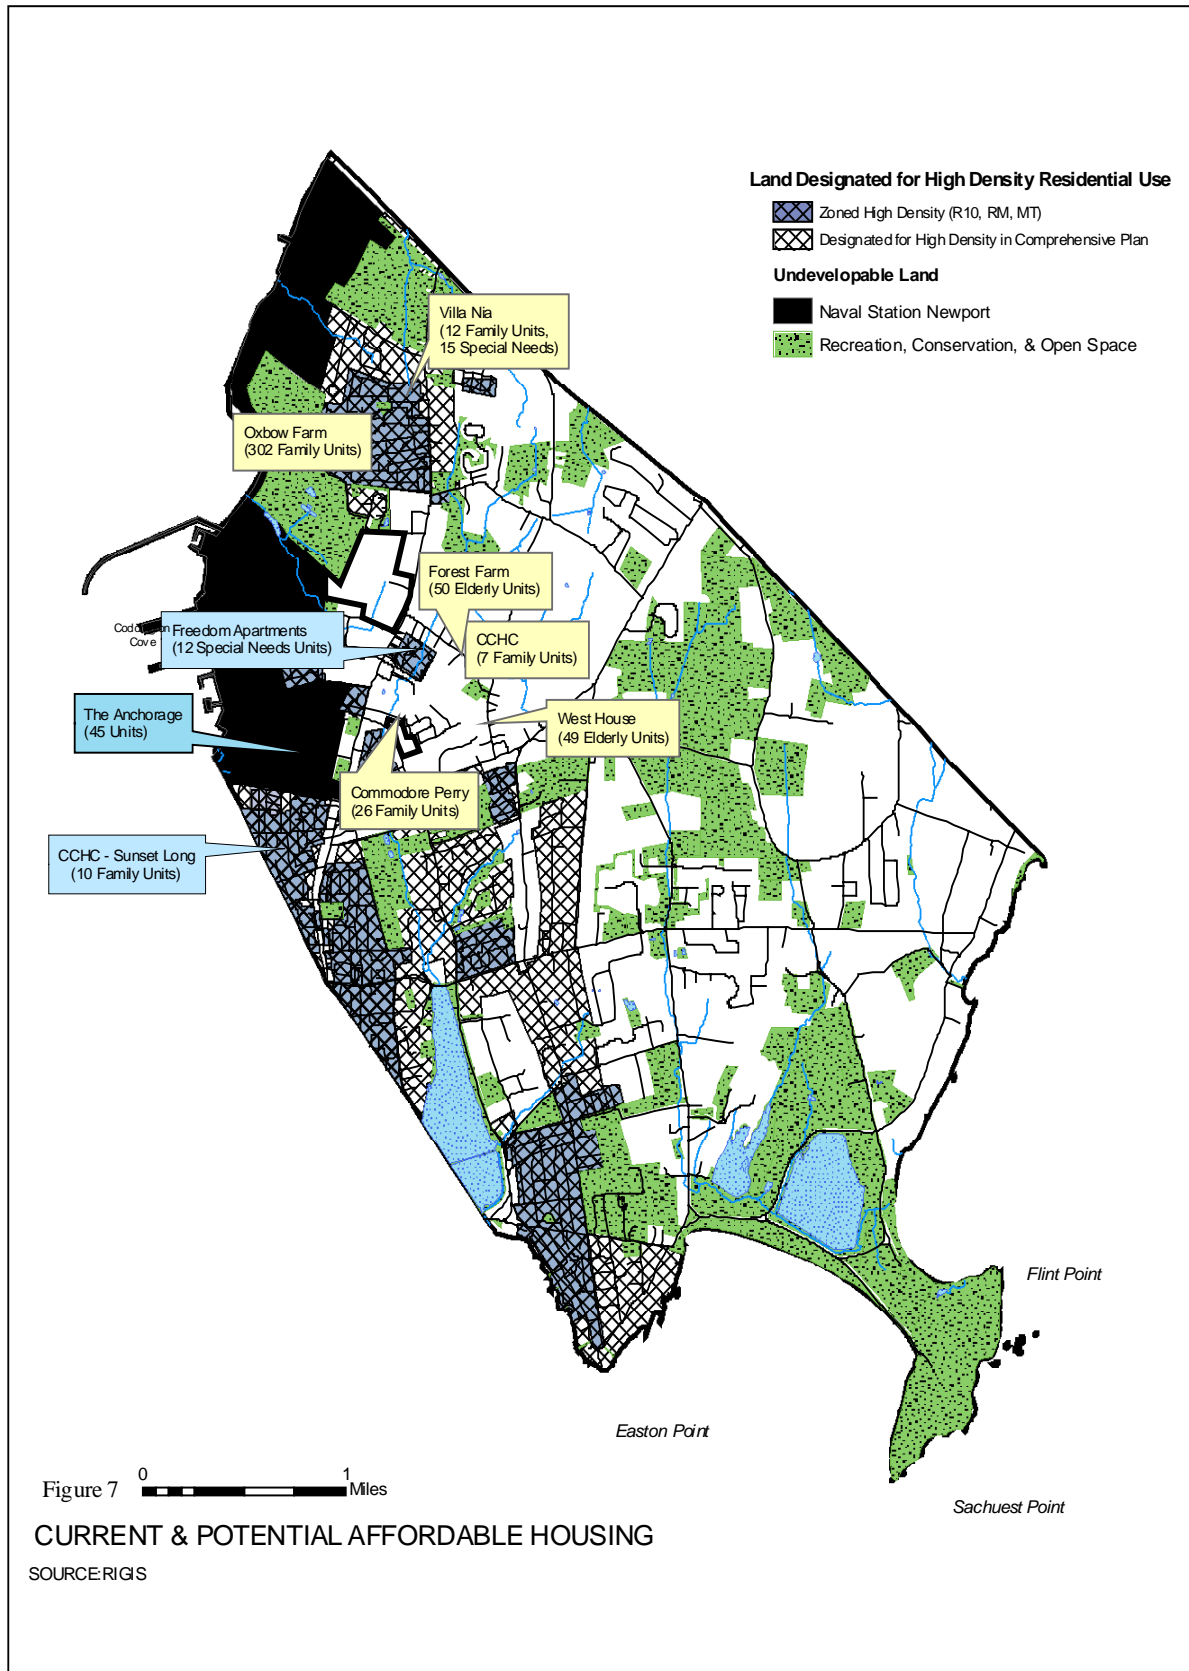 Land Designated for High Density Residential Use
Zoned High Density (R10, RM, MT)
Designated for High Density in Comprehensive Plan
Undevelopable Land
Naval Station Newport
Recreation, Conservation, & Open Space
Villa Nia
(12 Family Units,
15 Special Needs)
Oxbow Farm
(302 Family Units)
Forest Farm
(50 Elderly Units)
Cove
Freedom Apartments
(12 Special Needs Units)
CCHC
(7 Family Units)
The Anchorage
(45 Units)
West House
(49 Elderly Units)
Commodore Perry
(26 Family Units)
CCHC - Sunset Long
(10 Family Units)
Flint Point
Easton Point
Sachuest Point
Figure 7
0 1
Miles
CURRENT & POTENTIAL AFFORDABLE HOUSING
SOURCE:RIGIS